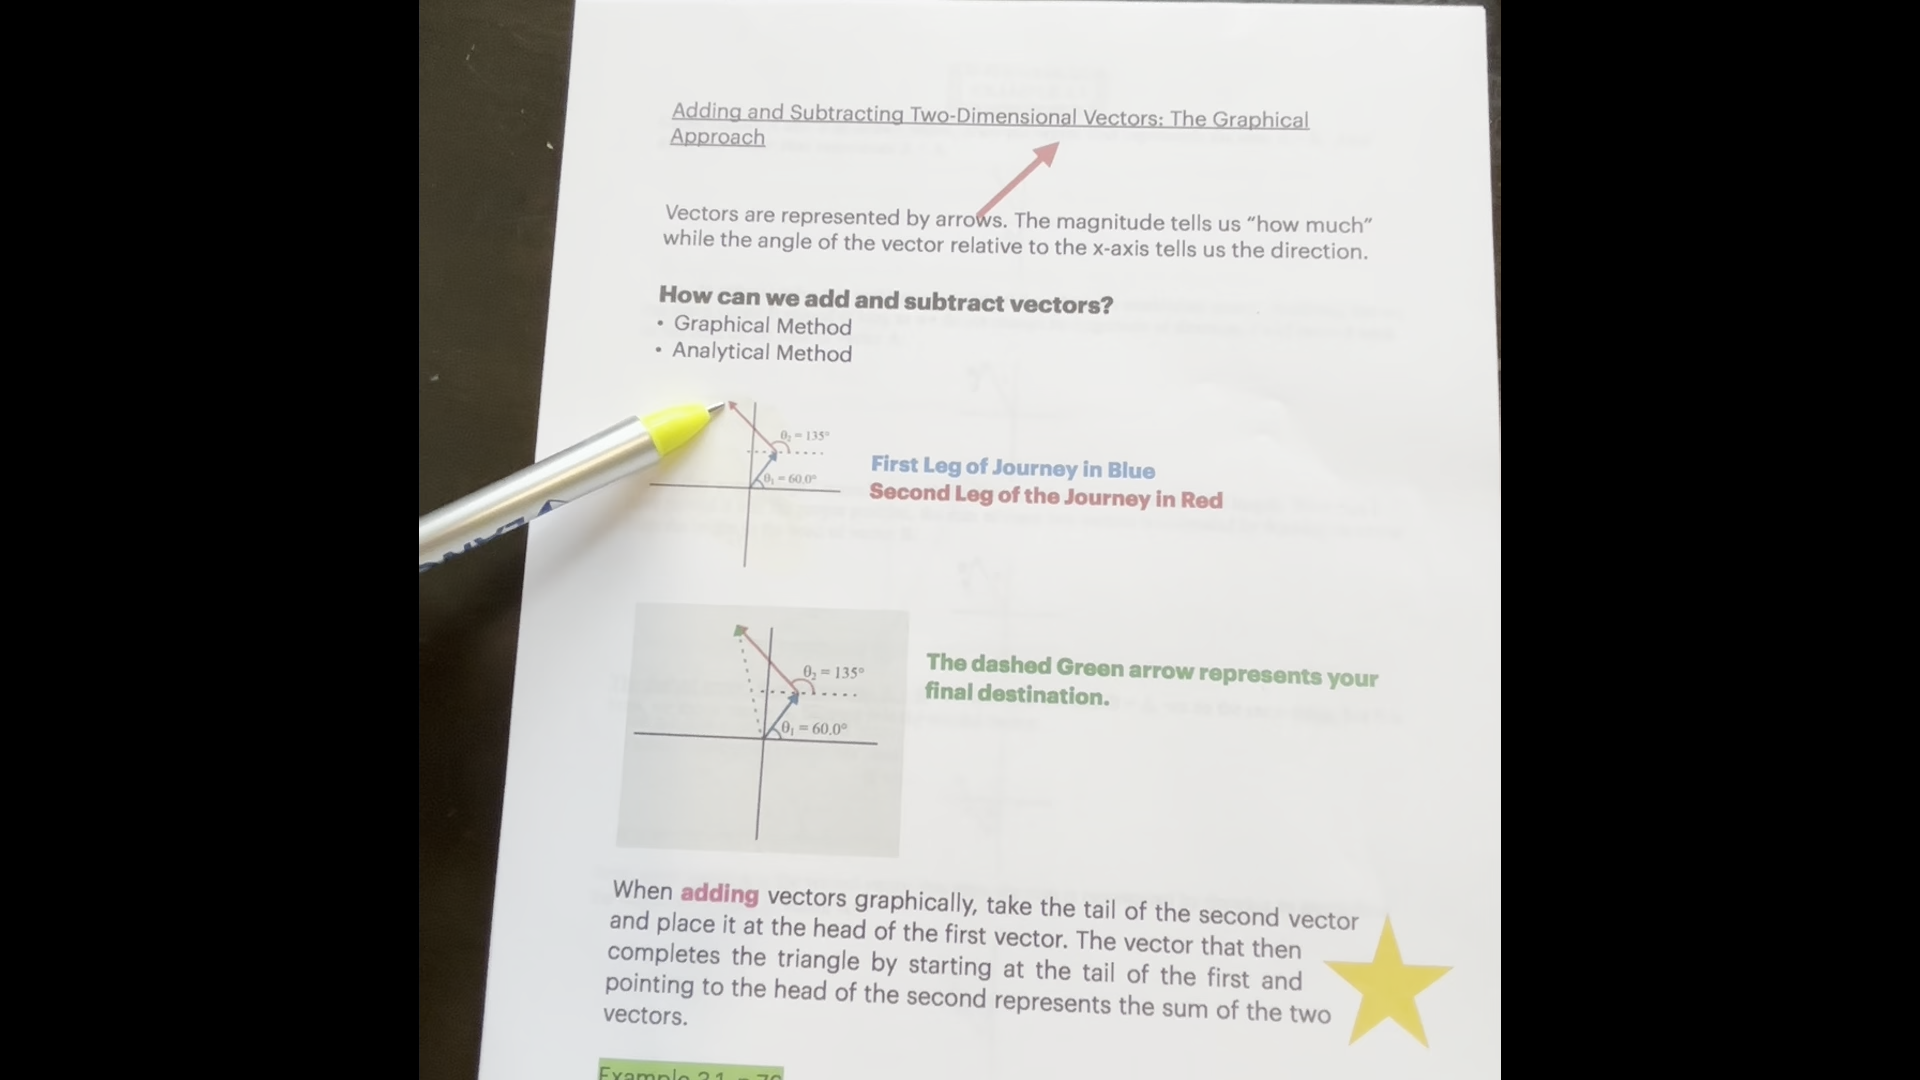 Adding and Subtracting Two-Dimensional Vectors: The Graphical
Approach
Vectors are represented by arrows. The magnitude tells us “how much”
while the angle of the vector relative to the x-axis tells us the direction.
How can we add and subtract vectors?
• Graphical Method
• Analytical Method
θ₂ = 135°
θ₁ = 60.0°
First Leg of Journey in Blue
Second Leg of the Journey in Red
θ₂ = 135°
θ₁ = 60.0°
The dashed Green arrow represents your
final destination.
When adding vectors graphically, take the tail of the second vector
and place it at the head of the first vector. The vector that then
completes the triangle by starting at the tail of the first and
pointing to the head of the second represents the sum of the two
vectors.
Example